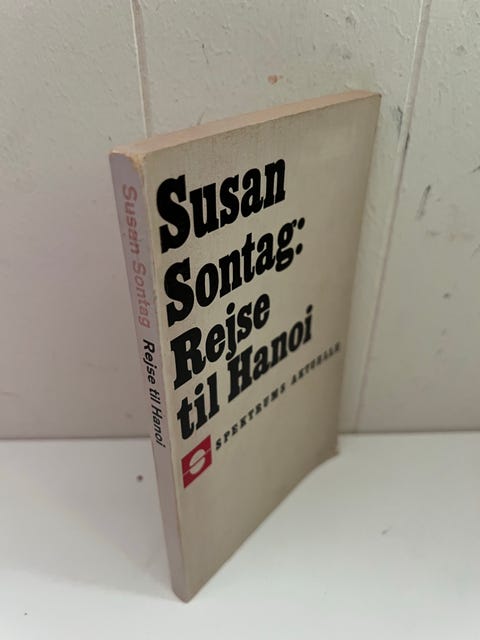 Susan
Sontag:
Rejse
til Hanoi
SPEKTRUMS AKTUELLE
Susan Sontag Rejse til Hanoi